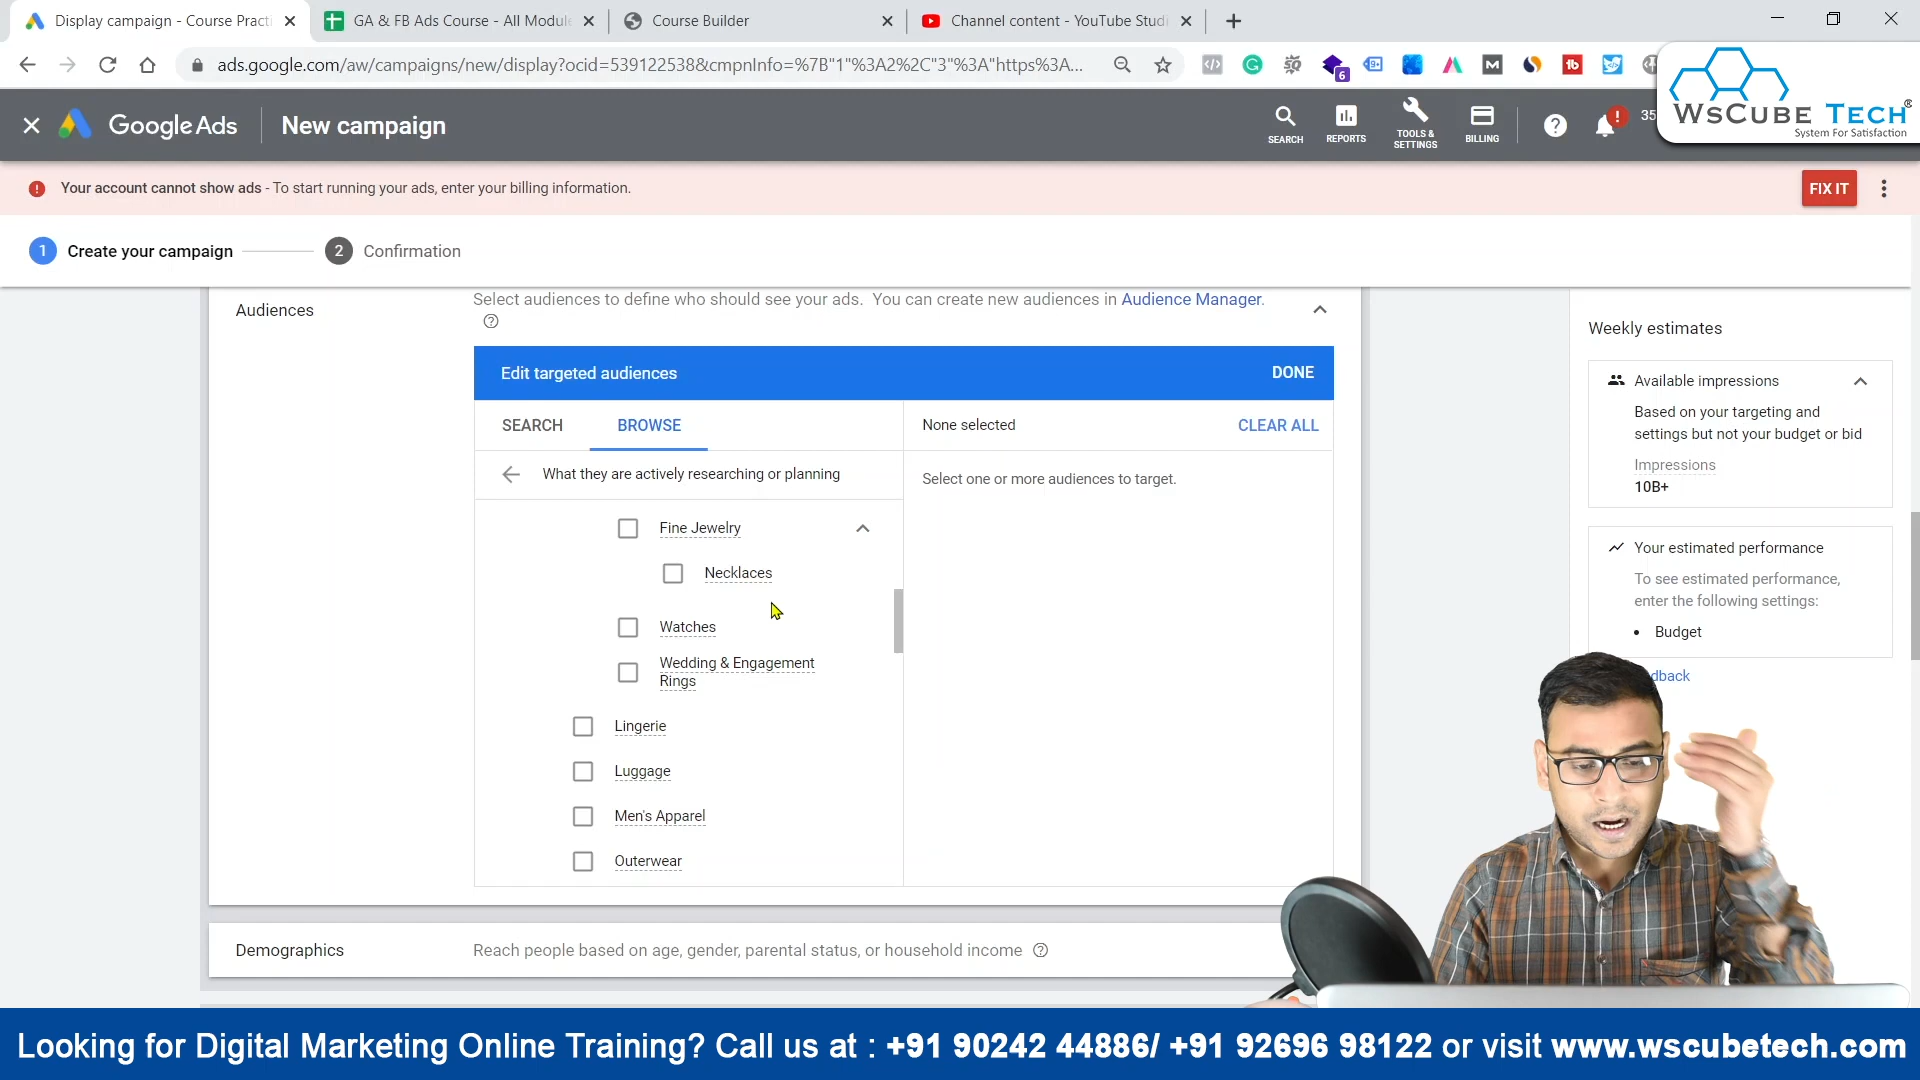 Display campaign - Course Practi
GA & FB Ads Course - All Modul
Course Builder
Channel content - YouTube Studi
ads.google.com/aw/campaigns/new/display?ocid=539122538&cmpnInfo=%7B"1"%3A2%2C"3"%3A"https%3A...
6
WsCube Tech®
System For Satisfaction
Google Ads
New campaign
SEARCH
REPORTS
TOOLS & SETTINGS
BILLING
35
Your account cannot show ads - To start running your ads, enter your billing information.
FIX IT
1 Create your campaign
2 Confirmation
Audiences
Select audiences to define who should see your ads. You can create new audiences in Audience Manager.
Edit targeted audiences
DONE
SEARCH
BROWSE
None selected
CLEAR ALL
What they are actively researching or planning
Select one or more audiences to target.
Fine Jewelry
Necklaces
Watches
Wedding & Engagement
Rings
Lingerie
Luggage
Men's Apparel
Outerwear
Weekly estimates
Available impressions
Based on your targeting and
settings but not your budget or bid
Impressions
10B+
Your estimated performance
To see estimated performance,
enter the following settings:
• Budget
dback
Demographics
Reach people based on age, gender, parental status, or household income
Looking for Digital Marketing Online Training? Call us at : +91 90242 44886/ +91 92696 98122 or visit www.wscubetech.com